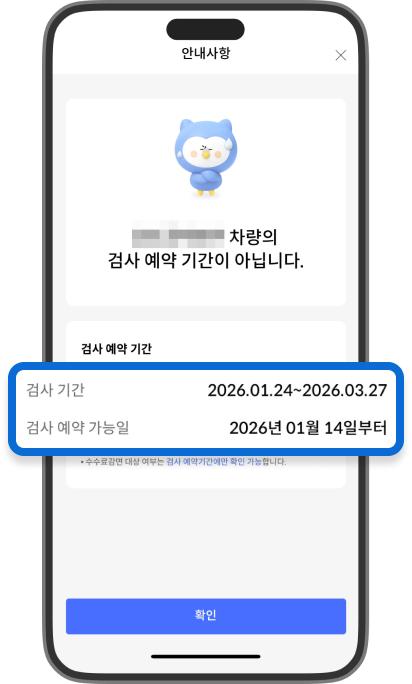 안내사항
차량의
검사 예약 기간이 아닙니다.
검사 예약 기간
검사 기간 2026.01.24~2026.03.27
검사 예약 가능일 2026년 01월 14일부터
• 수수료감면 대상 여부는 검사 예약기간에만 확인 가능합니다.
확인